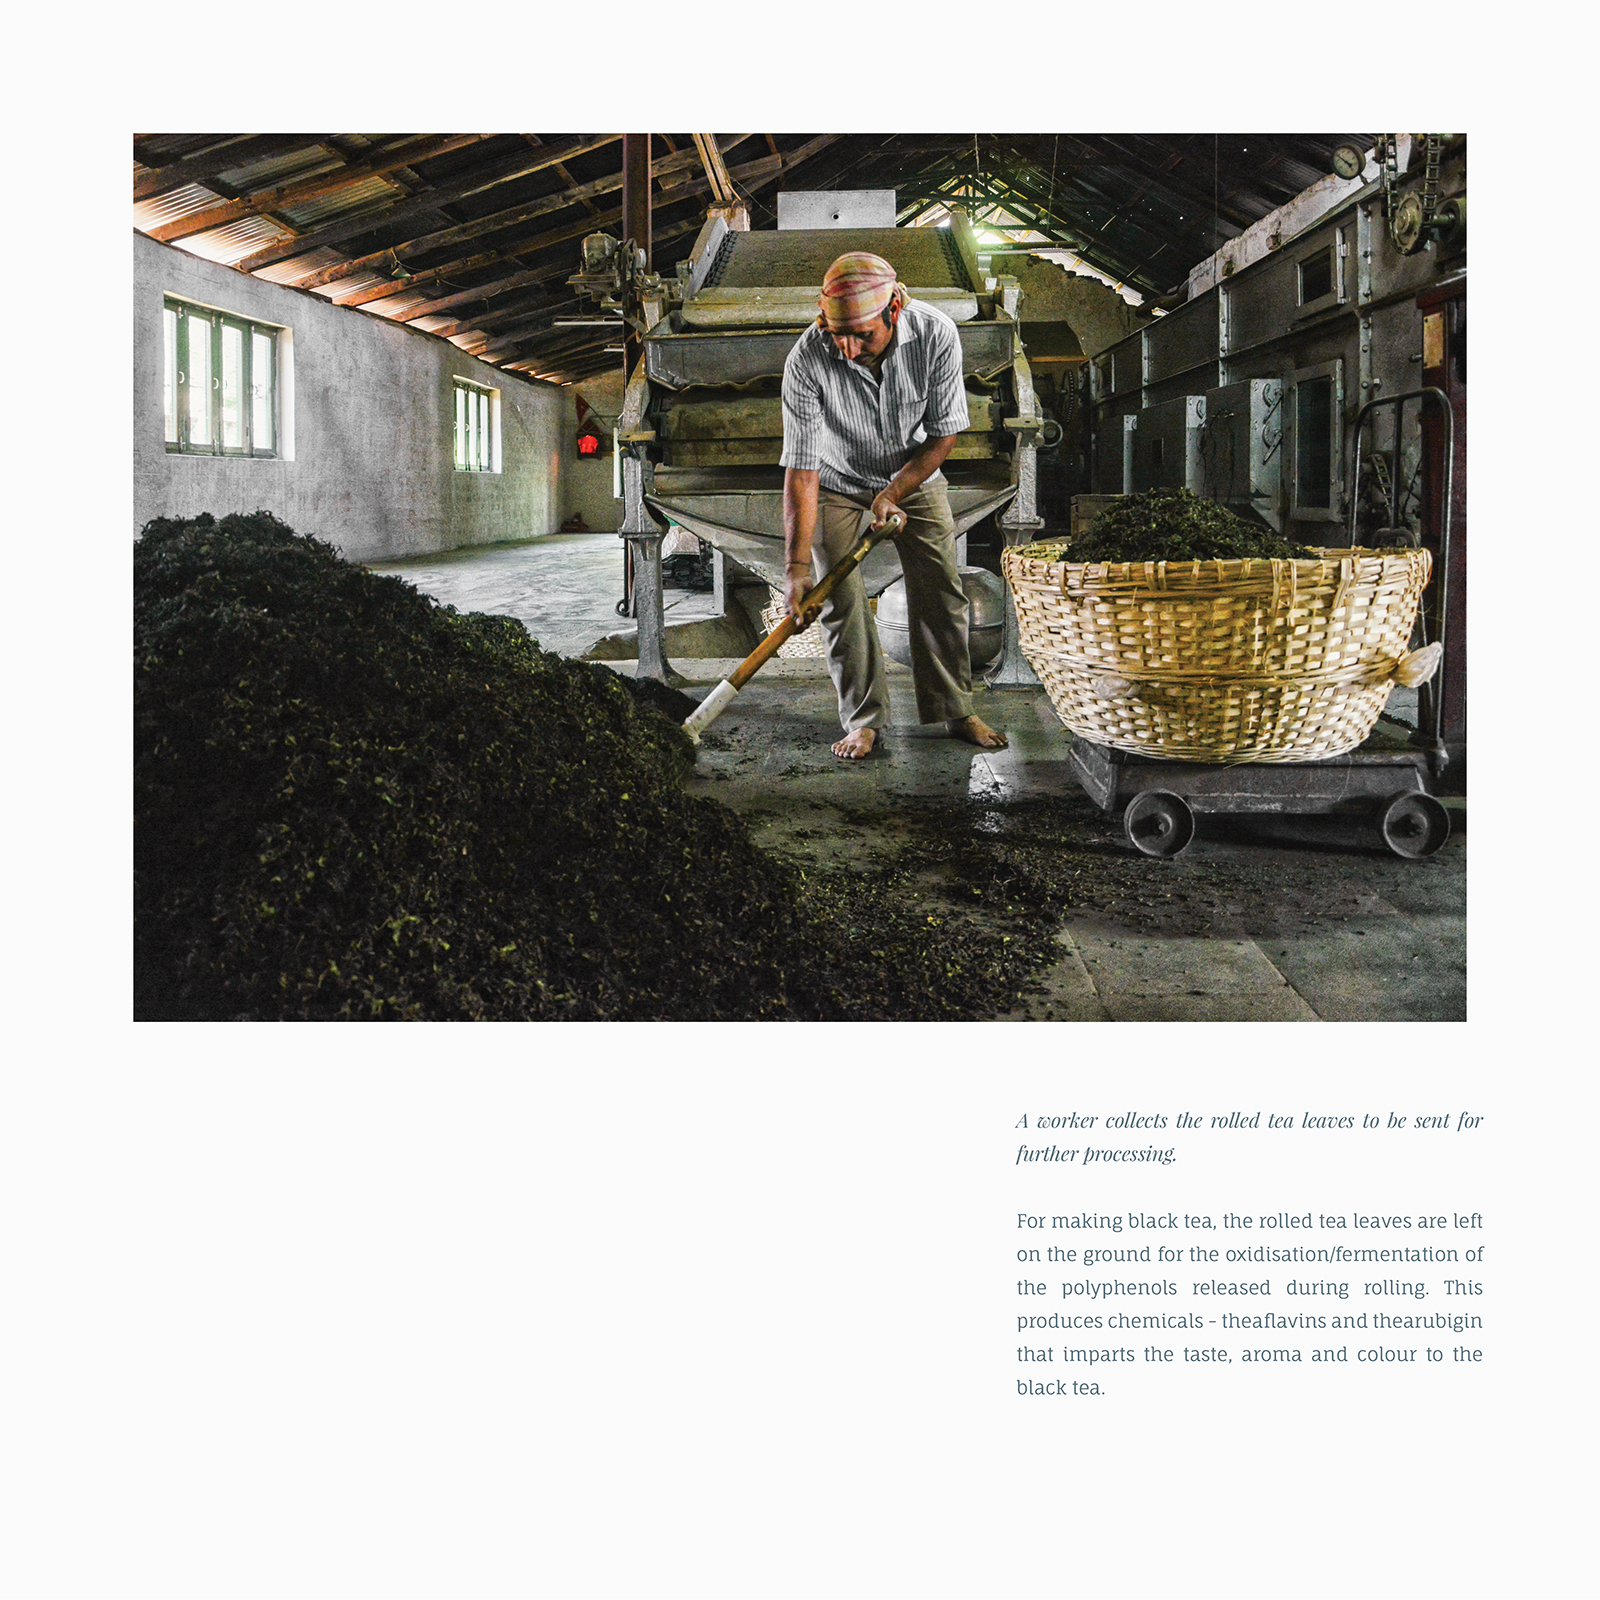 A worker collects the rolled tea leaves to be sent for
further processing.
For making black tea, the rolled tea leaves are left
on the ground for the oxidisation/fermentation of
the polyphenols released during rolling. This
produces chemicals - theaflavins and thearubigin
that imparts the taste, aroma and colour to the
black tea.